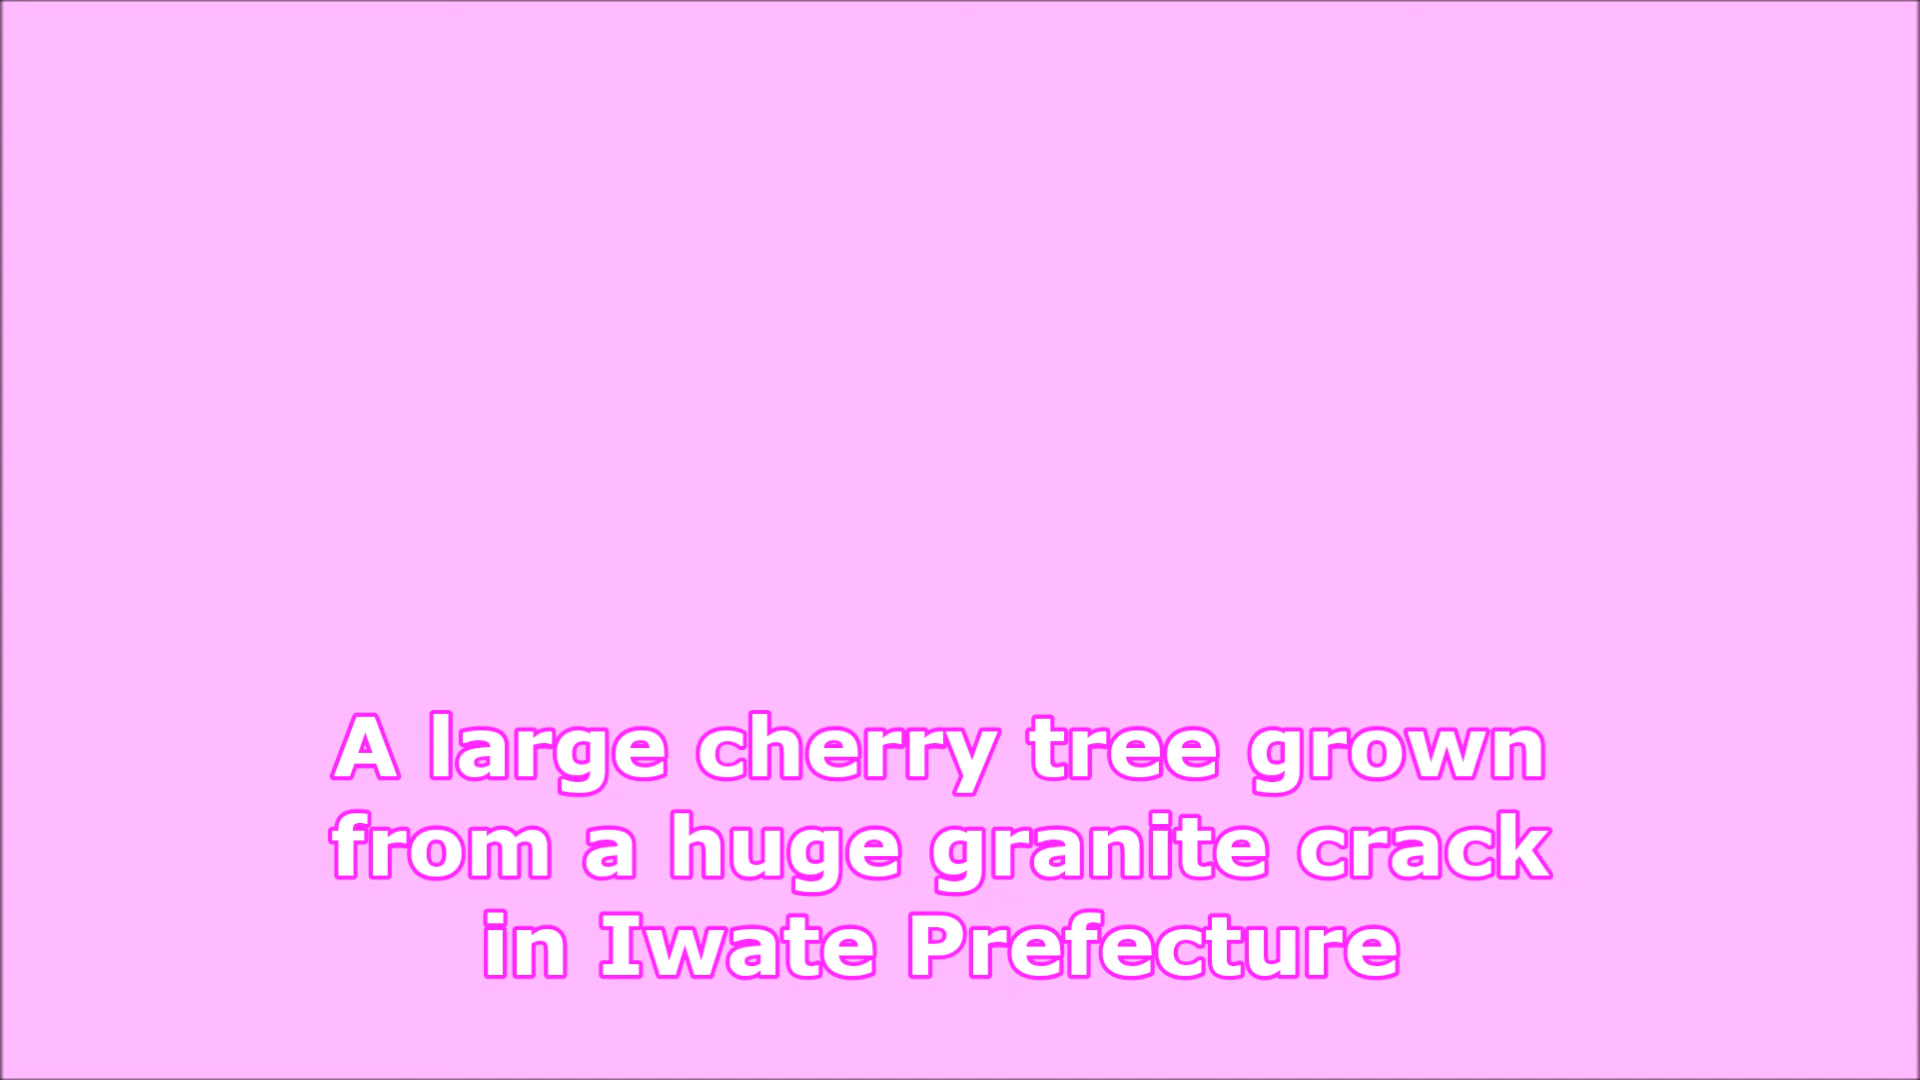 A large cherry tree grown
from a huge granite crack
in Iwate Prefecture